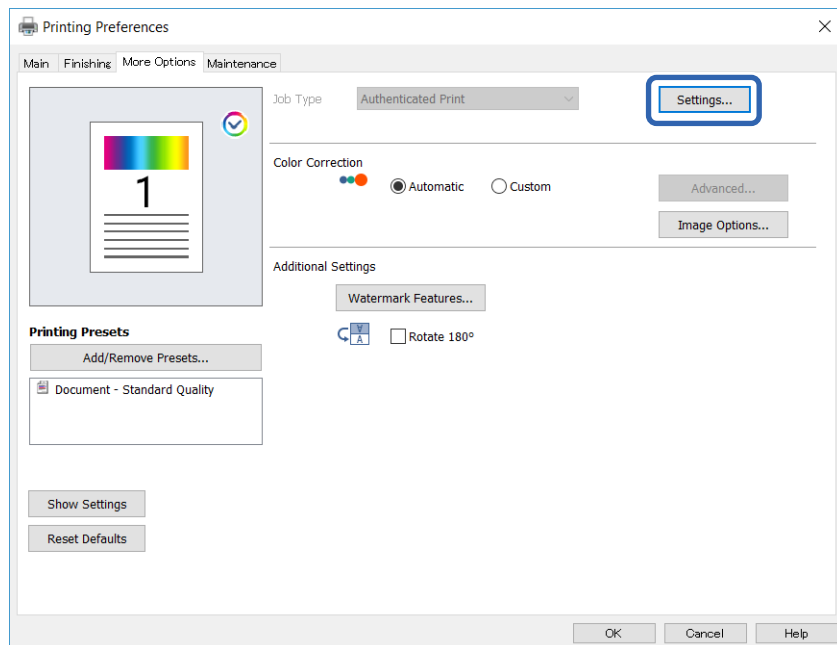 Printing Preferences
Main Finishing More Options Maintenance
1
Job Type Authenticated Print Settings...
Color Correction
Automatic Custom Advanced...
Image Options...
Additional Settings
Watermark Features...
A A Rotate 180°
Printing Presets
Add/Remove Presets...
Document - Standard Quality
Show Settings
Reset Defaults
OK Cancel Help